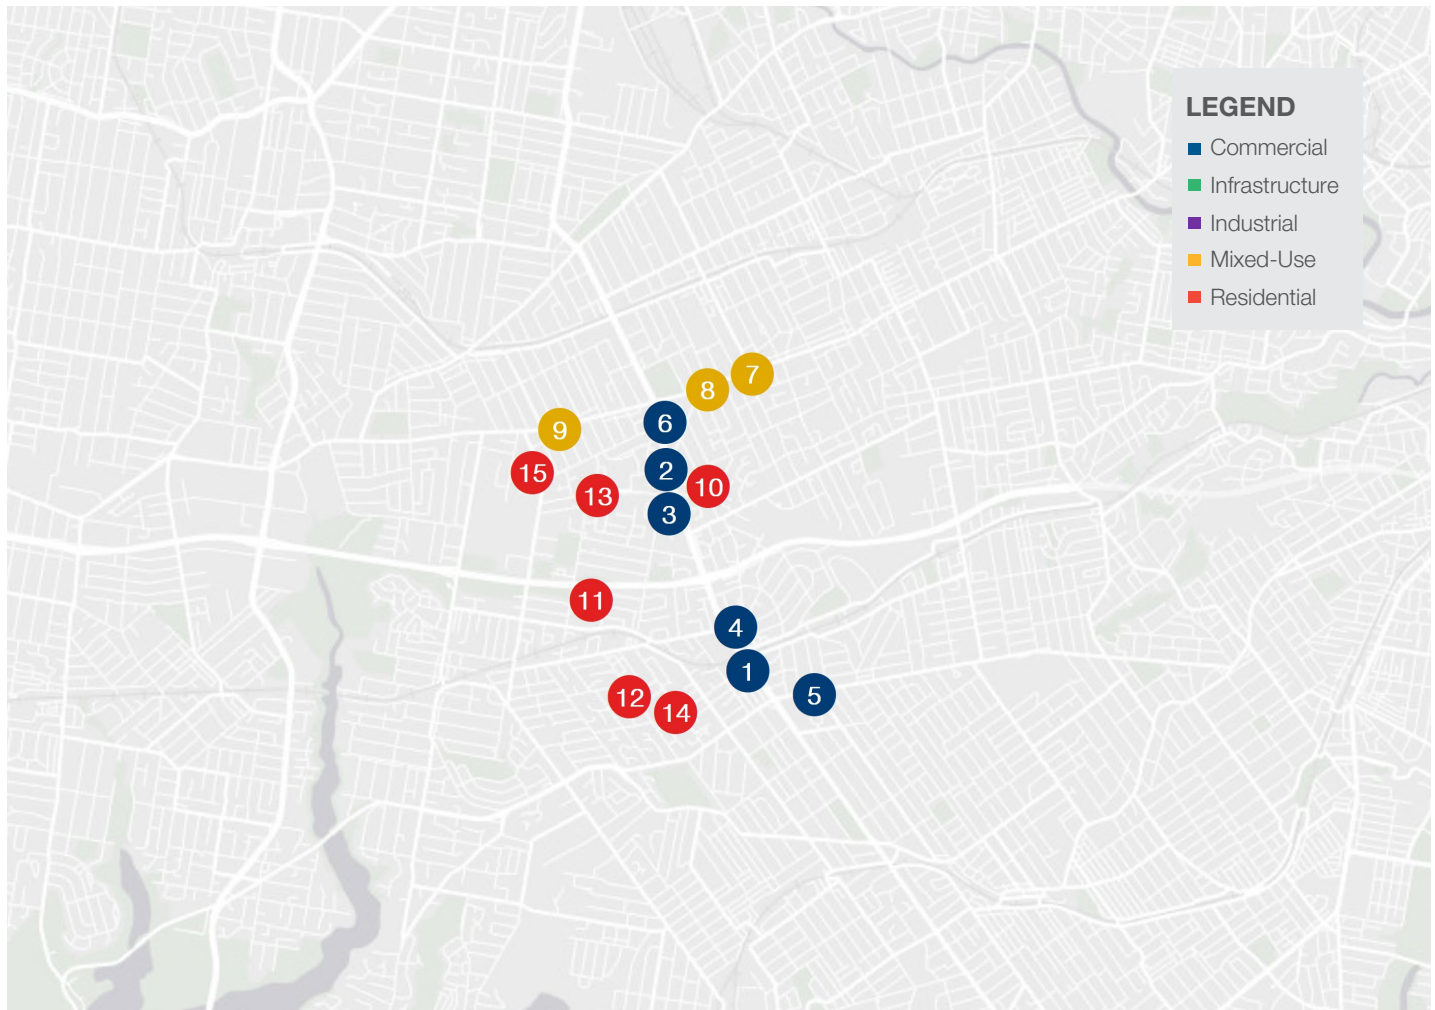 LEGEND
Commercial
Infrastructure
Industrial
Mixed-Use
Residential
7
8
6
9
2
15
10
13
3
11
4
1
5
12
14